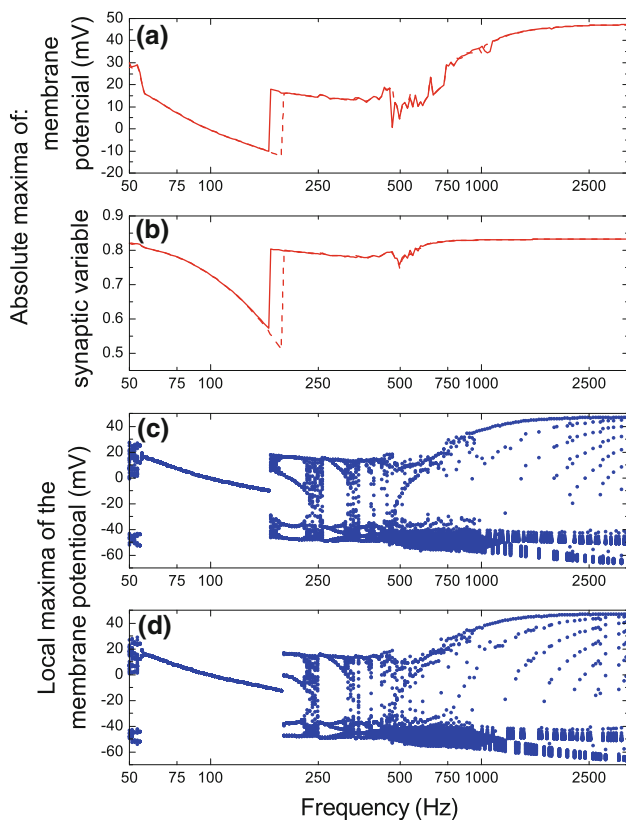 Absolute maxima of:
membrane
potencial (mV)
(a)
50
40
30
20
10
0
-10
-20
50 75 100 250 500 750 1000 2500
synaptic variable
(b)
0.9
0.8
0.7
0.6
0.5
50 75 100 250 500 750 1000 2500
Local maxima of the
membrane potentioal (mV)
(c)
40
20
0
-20
-40
-60
50 75 100 250 500 750 1000 2500
(d)
40
20
0
-20
-40
-60
50 75 100 250 500 750 1000 2500
Frequency (Hz)